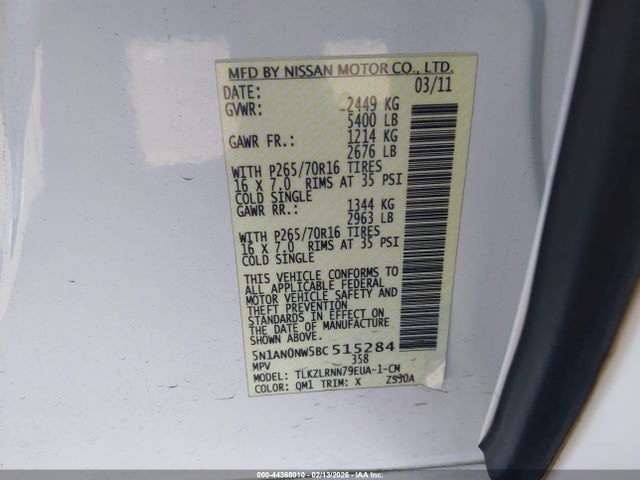 MFD BY NISSAN MOTOR CO., LTD.
DATE: 03/11
GVWR: 2449 KG
5400 LB
GAWR FR.: 1214 KG
2676 LB
WITH P265/70R16 TIRES
16 X 7.0 RIMS AT 35 PSI
COLD SINGLE
GAWR RR.: 1344 KG
2963 LB
WITH P265/70R16 TIRES
16 X 7.0 RIMS AT 35 PSI
COLD SINGLE
THIS VEHICLE CONFORMS TO
ALL APPLICABLE FEDERAL
MOTOR VEHICLE SAFETY AND
THEFT PREVENTION
STANDARDS IN EFFECT ON
THE DATE OF MANUFACTURE
5N1AN0NW5BC515284
MPV 358
MODEL: TLKZLRNN79EUA-1-CM
COLOR: QM1 TRIM: X ZS30A
000-44368010 - 02/13/2026 - IAA Inc.